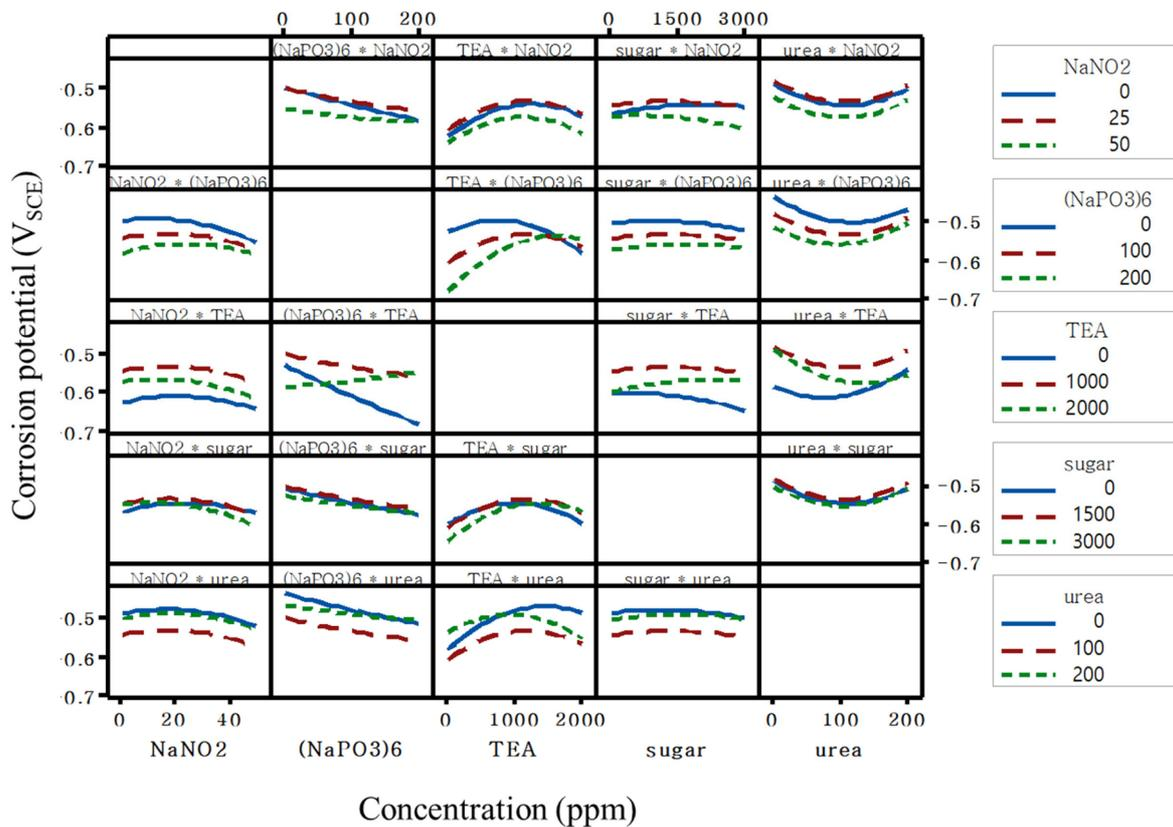 0 100 200 0 1500 3000
(NaPO3)6 * NaNO2 TEA * NaNO2 sugar * NaNO2 urea * NaNO2
-0.5
-0.6
-0.7
NaNO2 * (NaPO3)6 TEA * (NaPO3)6 sugar * (NaPO3)6 urea * (NaPO3)6
-0.5
-0.6
-0.7
NaNO2 * TEA (NaPO3)6 * TEA sugar * TEA urea * TEA
-0.5
-0.6
-0.7
NaNO2 * sugar (NaPO3)6 * sugar TEA * sugar urea * sugar
-0.5
-0.6
-0.7
NaNO2 * urea (NaPO3)6 * urea TEA * urea sugar * urea
-0.5
-0.6
-0.7
0 20 40 0 1000 2000 0 100 200
NaNO2 (NaPO3)6 TEA sugar urea
Corrosion potential (VSCE)
Concentration (ppm)
NaNO2
0
25
50
(NaPO3)6
0
100
200
TEA
0
1000
2000
sugar
0
1500
3000
urea
0
100
200